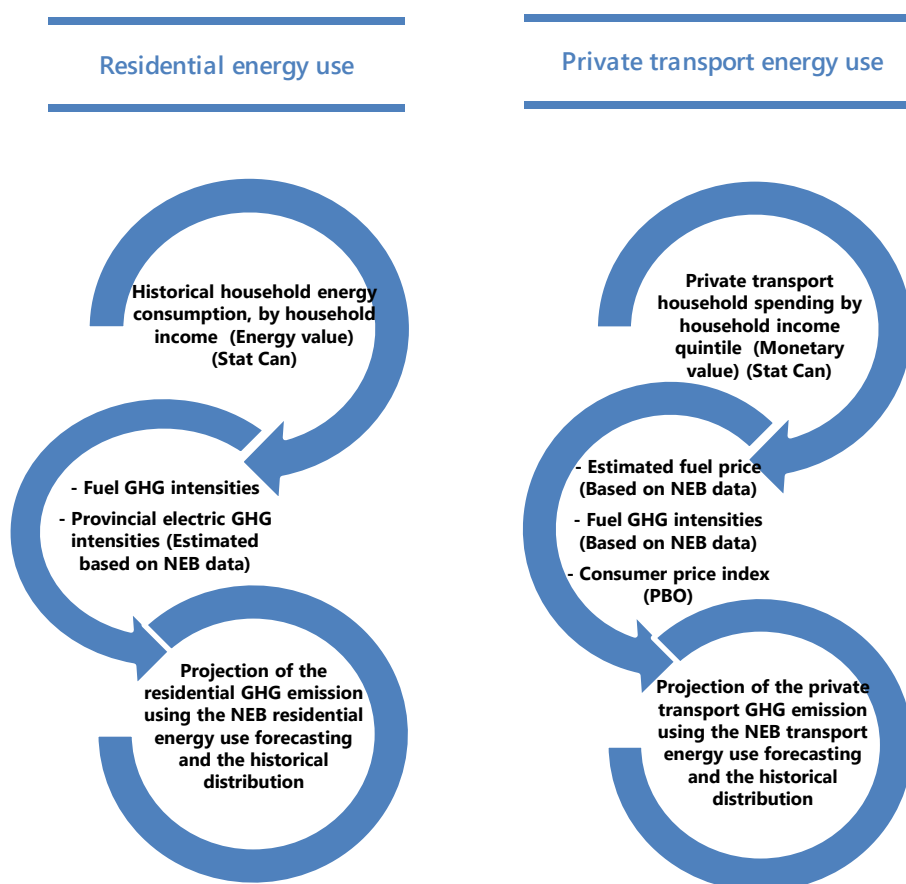 Residential energy use
Historical household energy
consumption, by household
income (Energy value)
(Stat Can)
- Fuel GHG intensities
- Provincial electric GHG
intensities (Estimated
based on NEB data)
Projection of the
residential GHG emission
using the NEB residential
energy use forecasting
and the historical
distribution
Private transport energy use
Private transport
household spending by
household income
quintile (Monetary
value) (Stat Can)
- Estimated fuel price
(Based on NEB data)
- Fuel GHG intensities
(Based on NEB data)
- Consumer price index
(PBO)
Projection of the private
transport GHG emission
using the NEB transport
energy use forecasting
and the historical
distribution